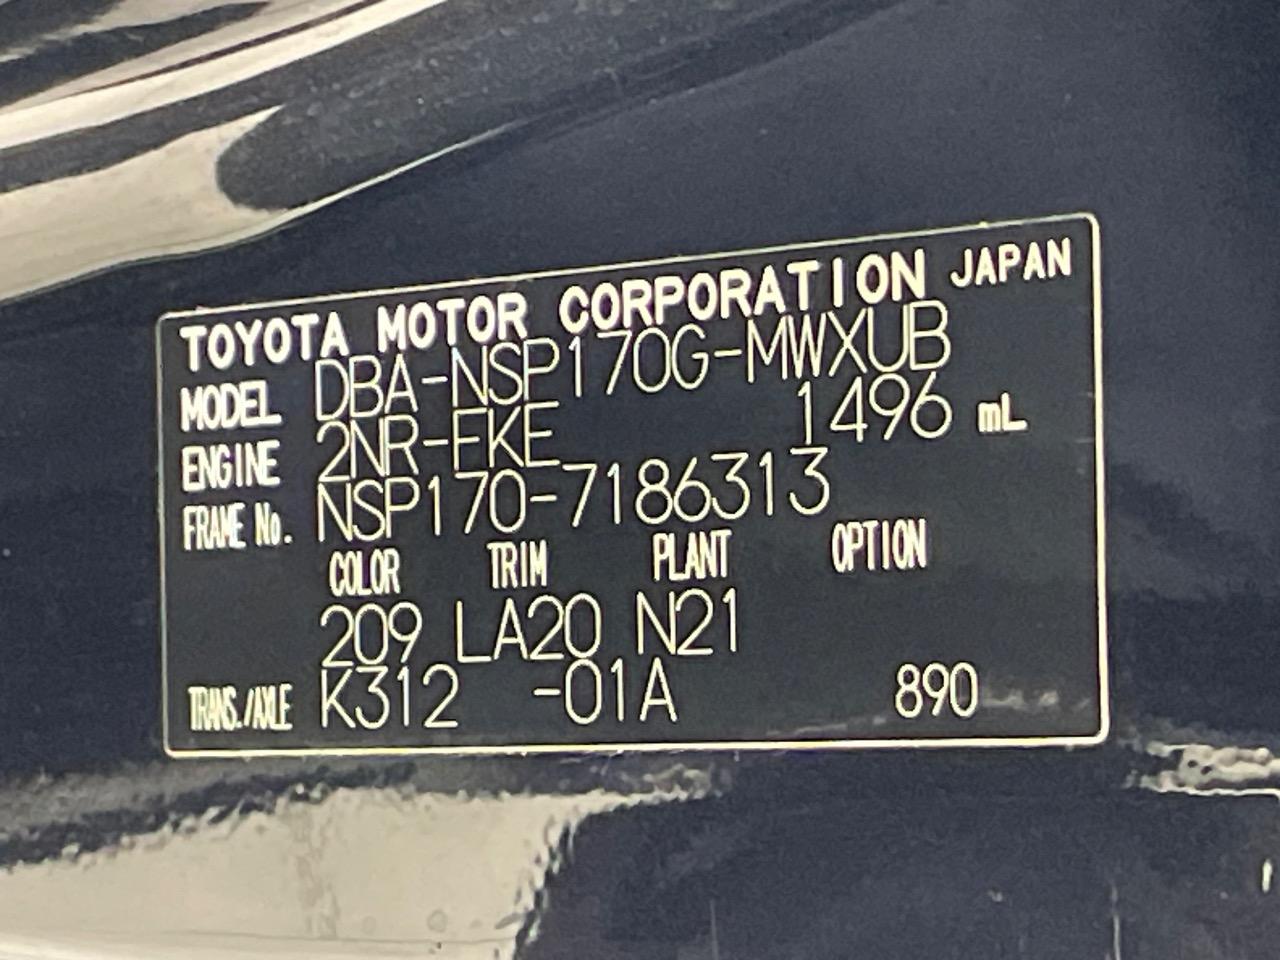 TOYOTA MOTOR CORPORATION JAPAN
MODEL DBA-NSP170G-MWXUB
ENGINE 2NR-FKE 1496 mL
FRAME No. NSP170-7186313
COLOR TRIM PLANT OPTION
209 LA20 N21
TRANS./AXLE K312 -01A 890